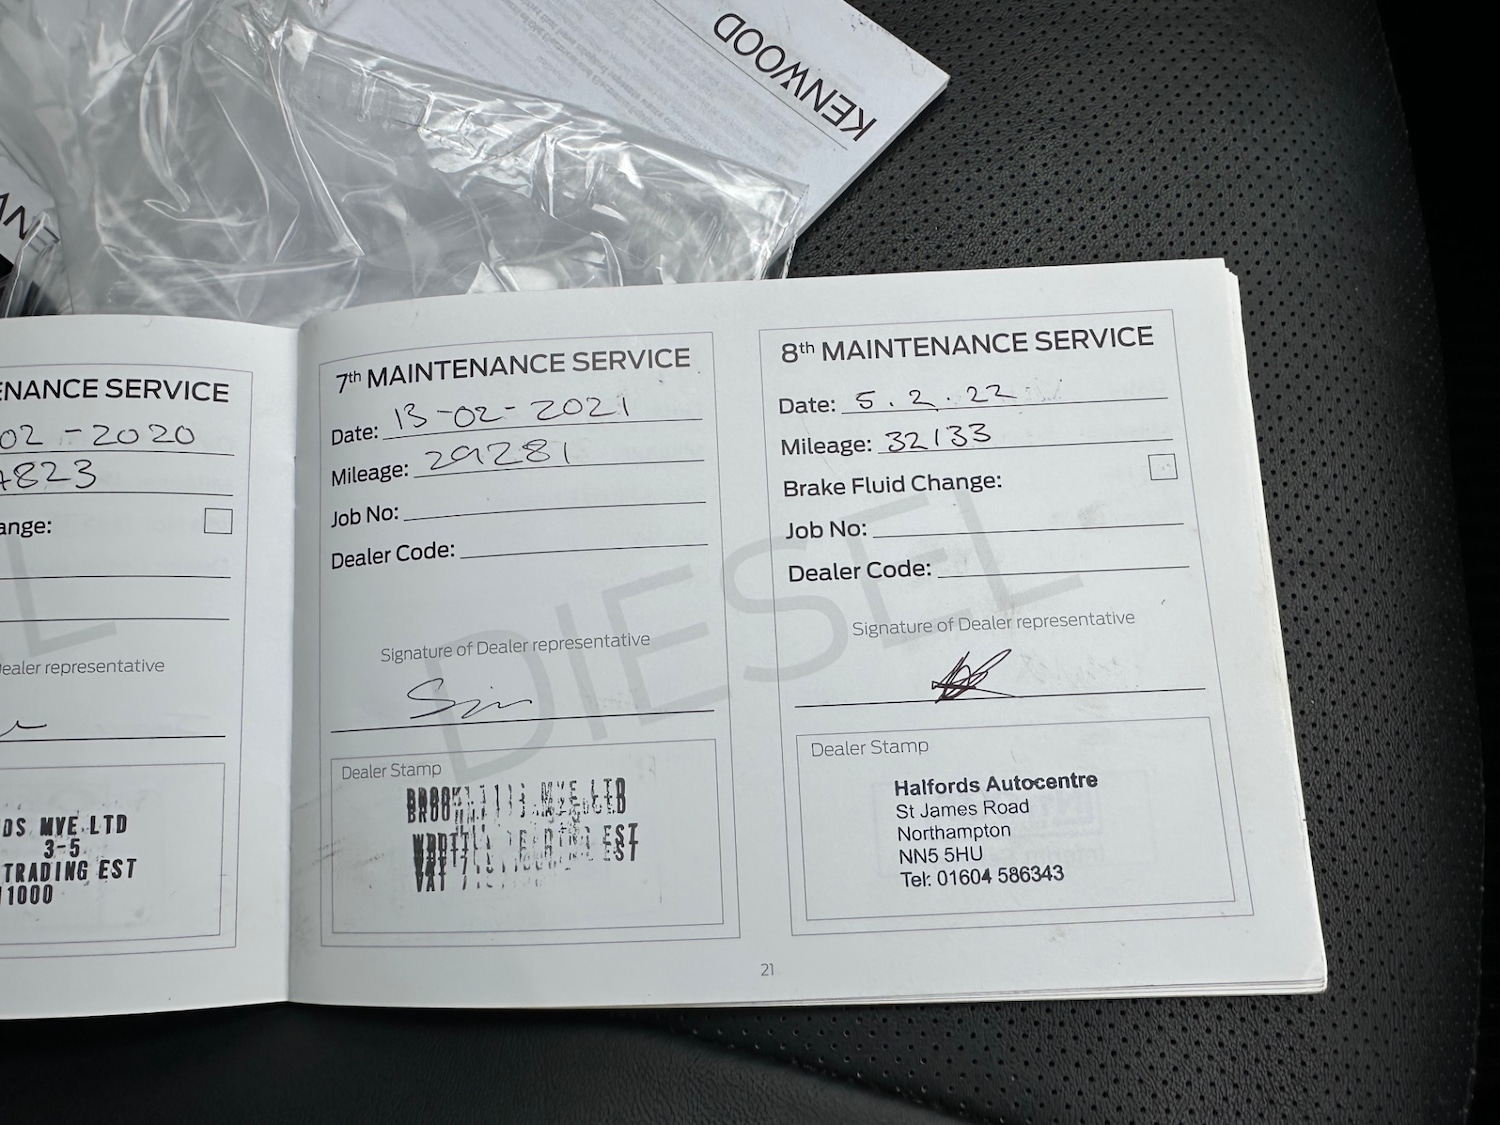 KENWOOD
ENANCE SERVICE
02 - 2020
823
ange:
ealer representative
DS MVE LTD
3-5
TRADING EST
1000
7th MAINTENANCE SERVICE
Date: 13-02-2021
Mileage: 29281
Job No:
Dealer Code:
Signature of Dealer representative
Dealer Stamp
MVE LTD
EST
VAT
8th MAINTENANCE SERVICE
Date: 5.2.22
Mileage: 32133
Brake Fluid Change:
Job No:
Dealer Code:
Signature of Dealer representative
Dealer Stamp
Halfords Autocentre
St James Road
Northampton
NN5 5HU
Tel: 01604 586343
DIESEL
21